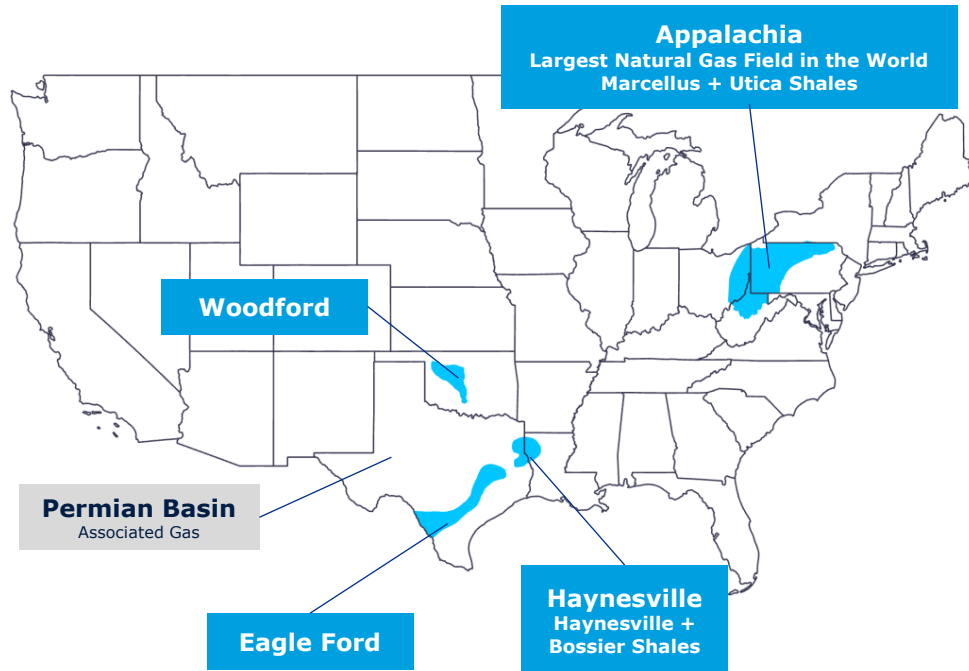 Appalachia
Largest Natural Gas Field in the World
Marcellus + Utica Shales
Woodford
Permian Basin
Associated Gas
Eagle Ford
Haynesville
Haynesville +
Bossier Shales